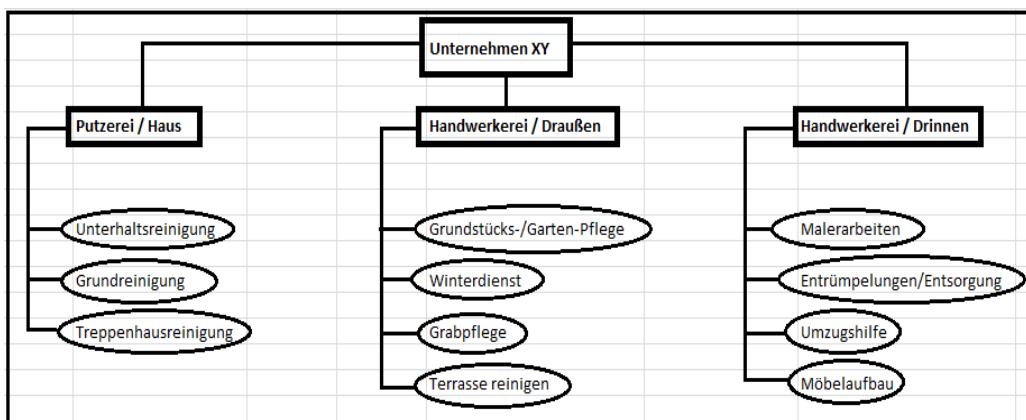 Unternehmen XY
Putzerei / Haus
Handwerkerei / Draußen
Handwerkerei / Drinnen
Unterhaltsreinigung
Grundreinigung
Treppenhausreinigung
Grundstücks-/Garten-Pflege
Winterdienst
Grabpflege
Terrasse reinigen
Malerarbeiten
Entrümpelungen/Entsorgung
Umzugshilfe
Möbelaufbau